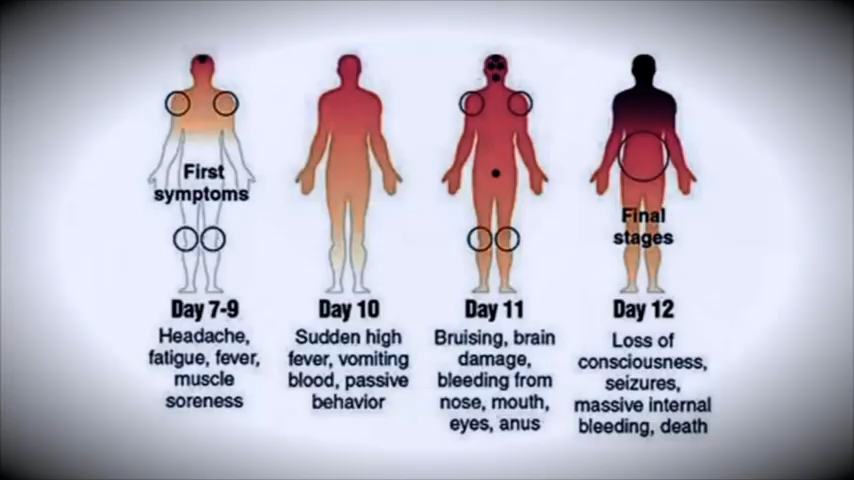 First
symptoms
Day 7-9
Headache,
fatigue, fever,
muscle
soreness
Day 10
Sudden high
fever, vomiting
blood, passive
behavior
Day 11
Bruising, brain
damage,
bleeding from
nose, mouth,
eyes, anus
Final
stages
Day 12
Loss of
consciousness,
seizures,
massive internal
bleeding, death